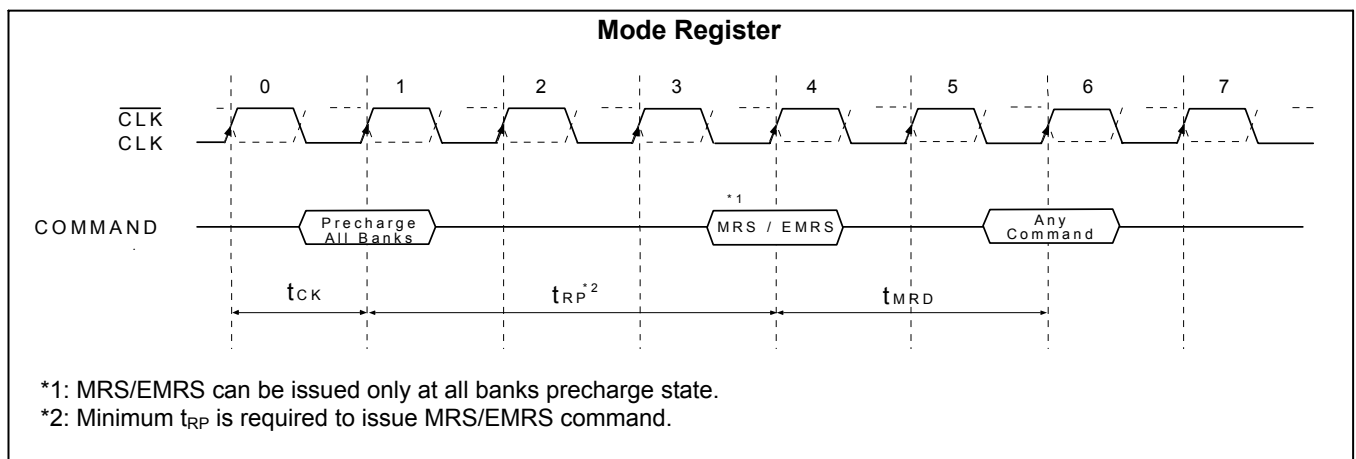 Mode Register
0 1 2 3 4 5 6 7
CLK
CLK
COMMAND
Precharge
All Banks
*1
MRS / EMRS
Any
Command
tCK
tRP*2
tMRD
*1: MRS/EMRS can be issued only at all banks precharge state.
*2: Minimum tRP is required to issue MRS/EMRS command.